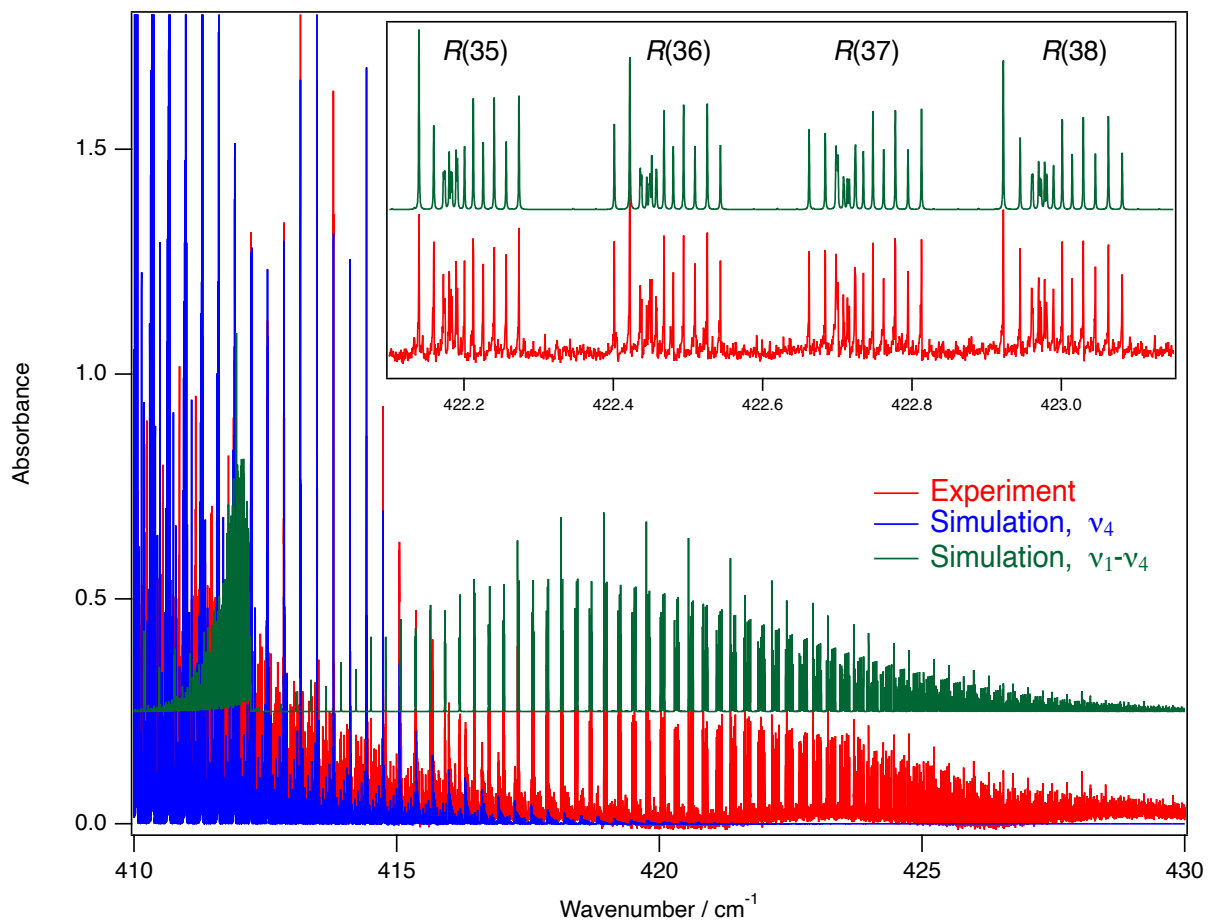 R(35) R(36) R(37) R(38)
1.5
422.2 422.4 422.6 422.8 423.0
1.0
Absorbance
Experiment
Simulation, ν4
Simulation, ν1-ν4
0.5
0.0
410 415 420 425 430
Wavenumber / cm-1